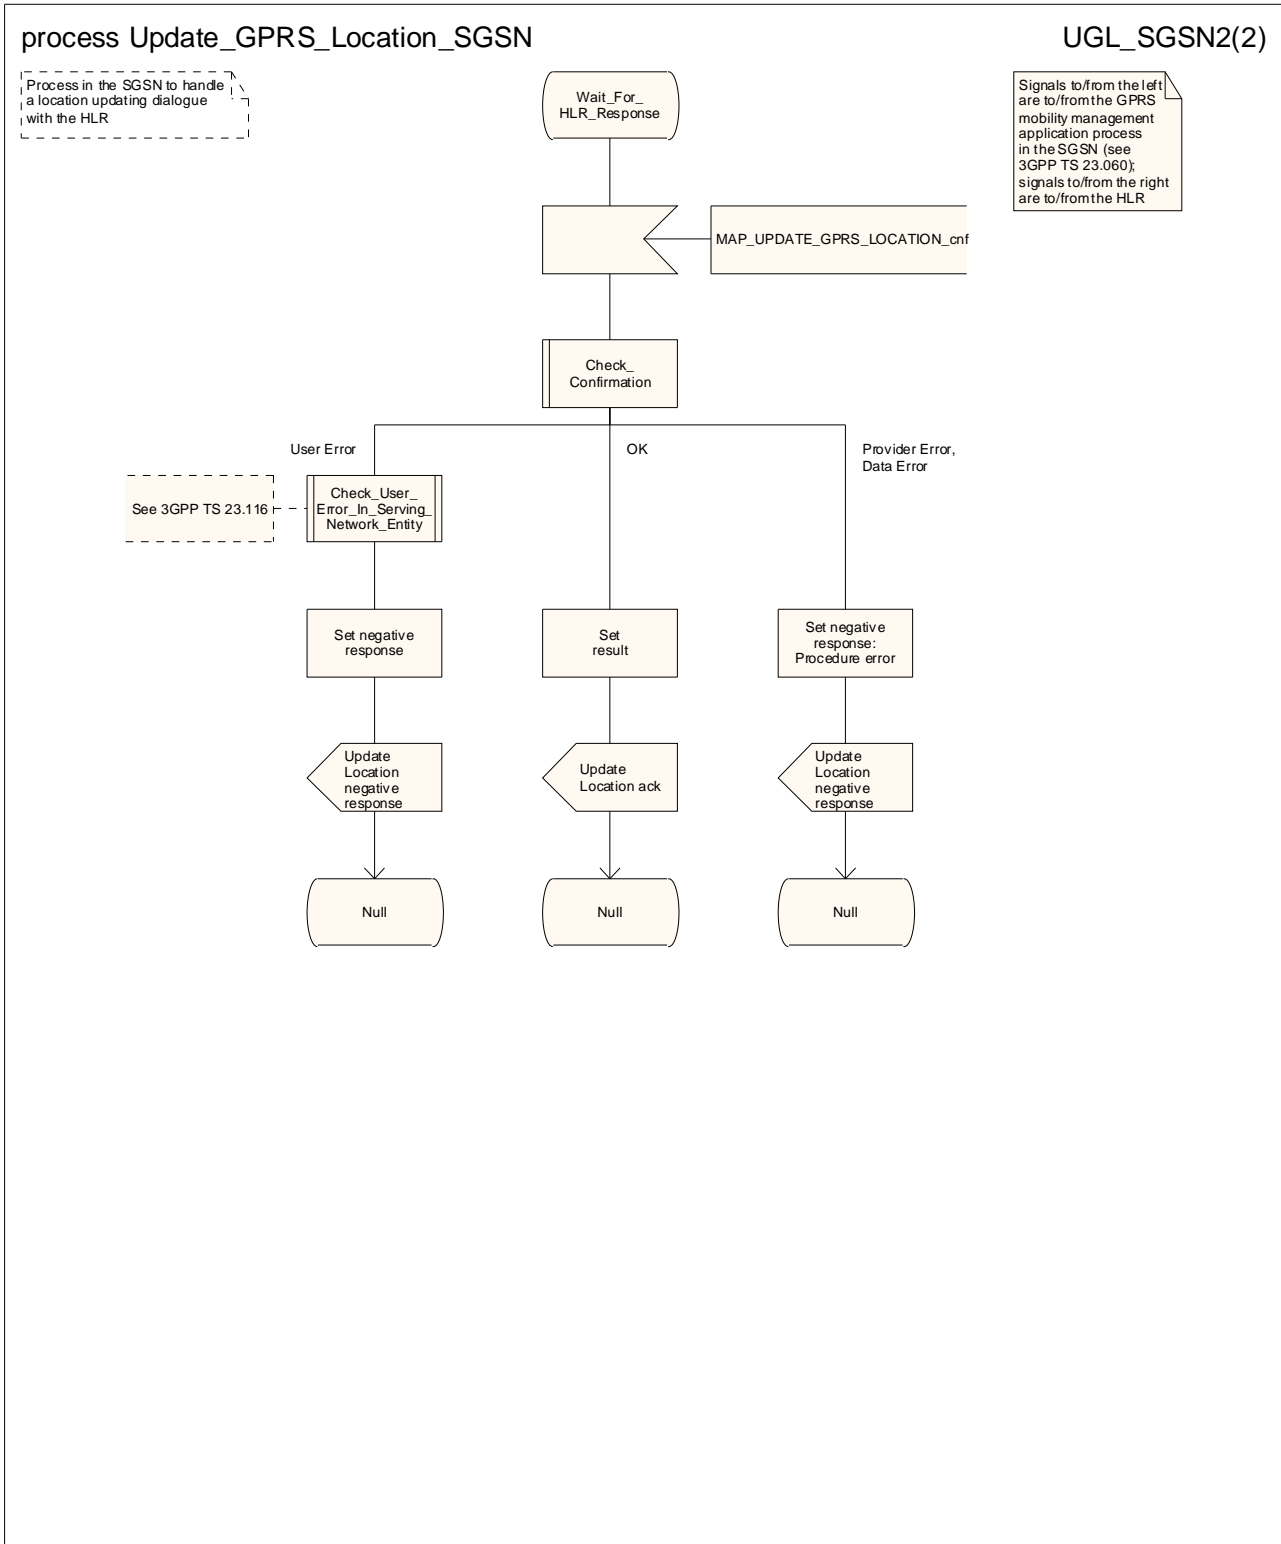 process Update_GPRS_Location_SGSN
UGL_SGSN2(2)
Process in the SGSN to handle
a location updating dialogue
with the HLR
Wait_For_
HLR_Response
Signals to/from the left
are to/from the GPRS
mobility management
application process
in the SGSN (see
3GPP TS 23.060);
signals to/from the right
are to/from the HLR
MAP_UPDATE_GPRS_LOCATION_cnf
Check_
Confirmation
User Error
OK
Provider Error,
Data Error
See 3GPP TS 23.116
Check_User_
Error_In_Serving_
Network_Entity
Set negative
response
Set
result
Set negative
response:
Procedure error
Update
Location
negative
response
Update
Location ack
Update
Location
negative
response
Null
Null
Null